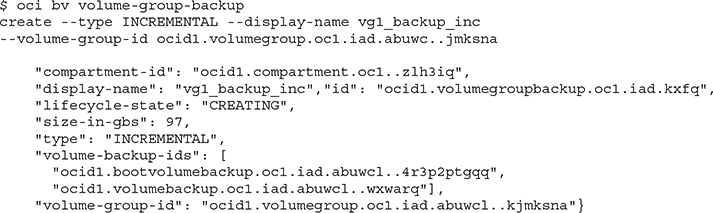 $ oci bv volume-group-backup
create --type INCREMENTAL --display-name vg1_backup_inc
--volume-group-id ocid1.volumegroup.oc1.iad.abuwc..jmksna
"compartment-id": "ocid1.compartment.oc1..zlh3iq",
"display-name": "vg1_backup_inc","id": "ocid1.volumegroupbackup.oc1.iad.kxfq",
"lifecycle-state": "CREATING",
"size-in-gbs": 97,
"type": "INCREMENTAL",
"volume-backup-ids": [
"ocid1.bootvolumebackup.oc1.iad.abuwcl..4r3p2ptgqq",
"ocid1.volumebackup.oc1.iad.abuwcl..wxwarq"],
"volume-group-id": "ocid1.volumegroup.oc1.iad.abuwcl..kjmksna"}